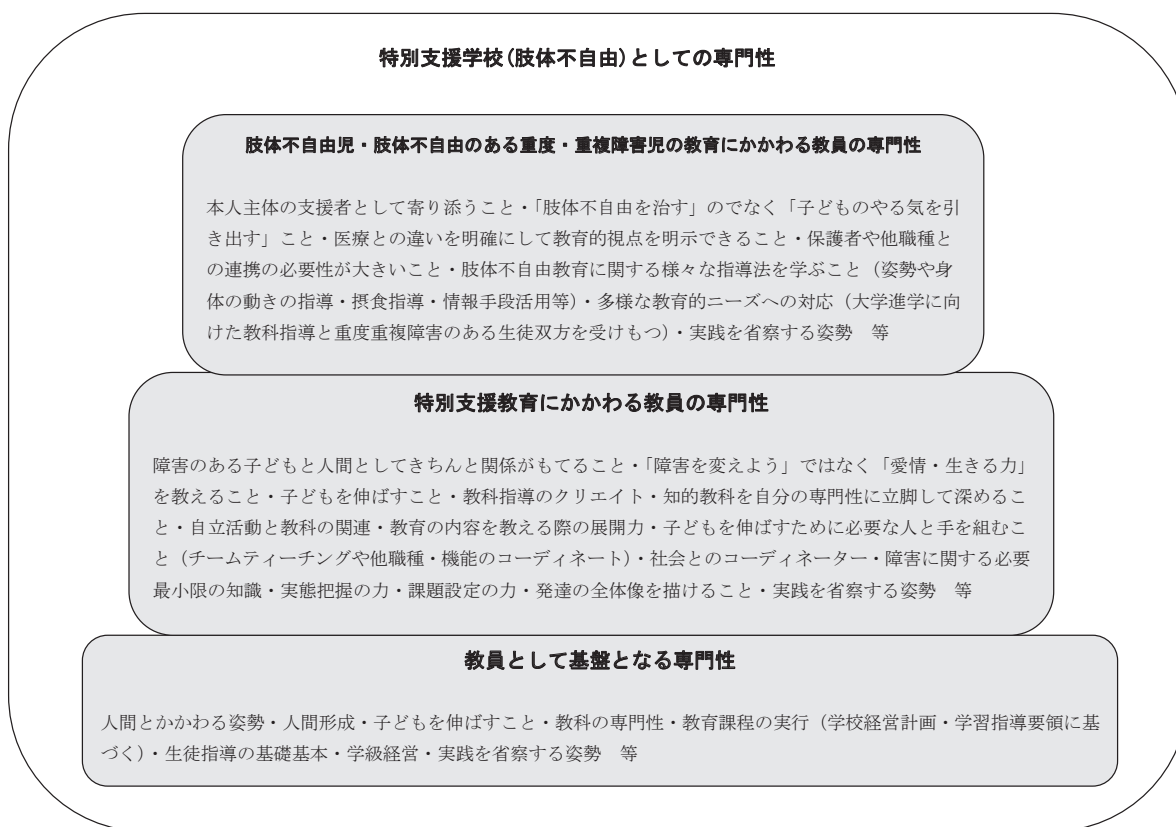 特別支援学校(肢体不自由)としての専門性
肢体不自由児・肢体不自由のある重度・重複障害児の教育にかかわる教員の専門性
本人主体の支援者として寄り添うこと・「肢体不自由を治す」のでなく「子どものやる気を引
き出す」こと・医療との違いを明確にして教育的視点を明示できること・保護者や他職種と
の連携の必要性が大きいこと・肢体不自由教育に関する様々な指導法を学ぶこと（姿勢や身
体の動きの指導・摂食指導・情報手段活用等）・多様な教育的ニーズへの対応（大学進学に向
けた教科指導と重度重複障害のある生徒双方を受けもつ）・実践を省察する姿勢　等
特別支援教育にかかわる教員の専門性
障害のある子どもと人間としてきちんと関係がもてること・「障害を変えよう」ではなく「愛情・生きる力」
を教えること・子どもを伸ばすこと・教科指導のクリエイト・知的教科を自分の専門性に立脚して深めるこ
と・自立活動と教科の関連・教育の内容を教える際の展開力・子どもを伸ばすために必要な人と手を組むこ
と（チームティーチングや他職種・機能のコーディネート）・社会とのコーディネーター・障害に関する必要
最小限の知識・実態把握の力・課題設定の力・発達の全体像を描けること・実践を省察する姿勢　等
教員として基盤となる専門性
人間とかかわる姿勢・人間形成・子どもを伸ばすこと・教科の専門性・教育課程の実行（学校経営計画・学習指導要領に基
づく）・生徒指導の基礎基本・学級経営・実践を省察する姿勢　等